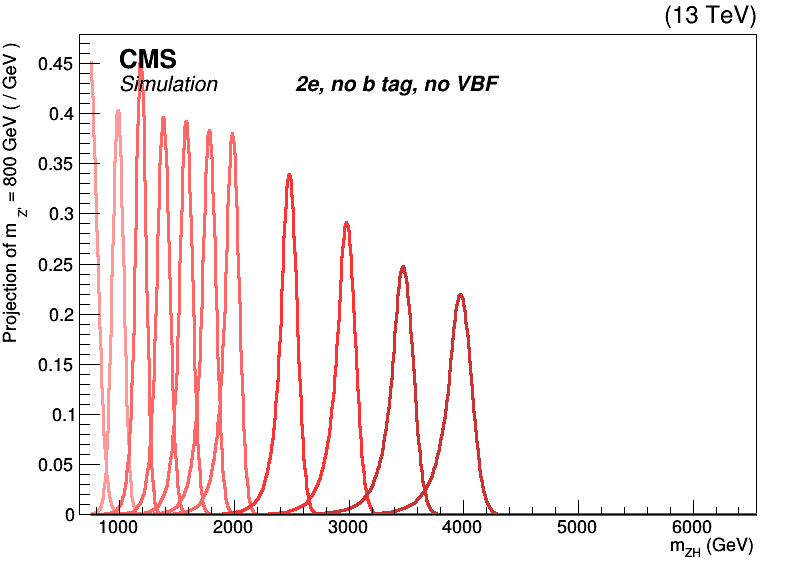 (13 TeV)
CMS
Simulation
2e, no b tag, no VBF
Projection of m Z' = 800 GeV ( / GeV )
0.45
0.4
0.35
0.3
0.25
0.2
0.15
0.1
0.05
0
1000 2000 3000 4000 5000 6000
mZH (GeV)